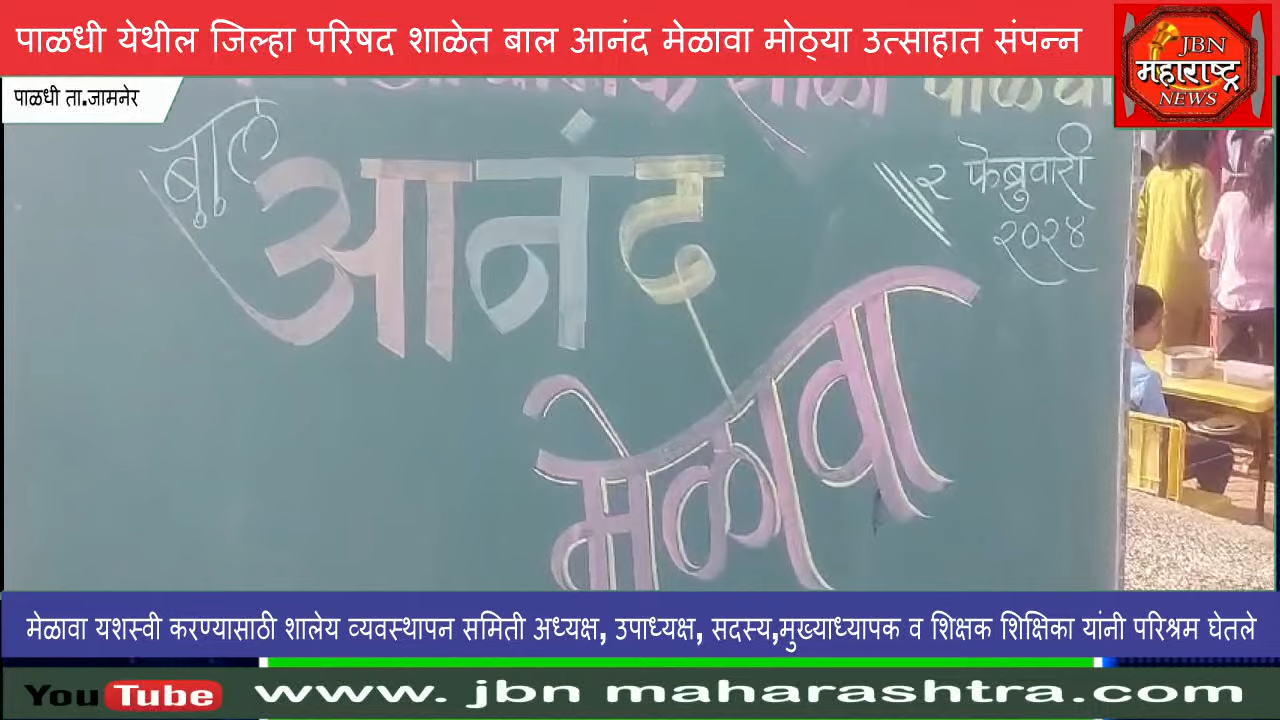 पाळधी येथील जिल्हा परिषद शाळेत बाल आनंद मेळावा मोठ्या उत्साहात संपन्न
JBN
महाराष्ट्र
NEWS
पाळधी ता.जामनेर
शाळा पाळधी
बाल
आनंद
मेळावा
२ फेब्रुवारी
२०२४
मेळावा यशस्वी करण्यासाठी शालेय व्यवस्थापन समिती अध्यक्ष, उपाध्यक्ष, सदस्य,मुख्याध्यापक व शिक्षक शिक्षिका यांनी परिश्रम घेतले
YouTube
www. jbn maharashtra.com